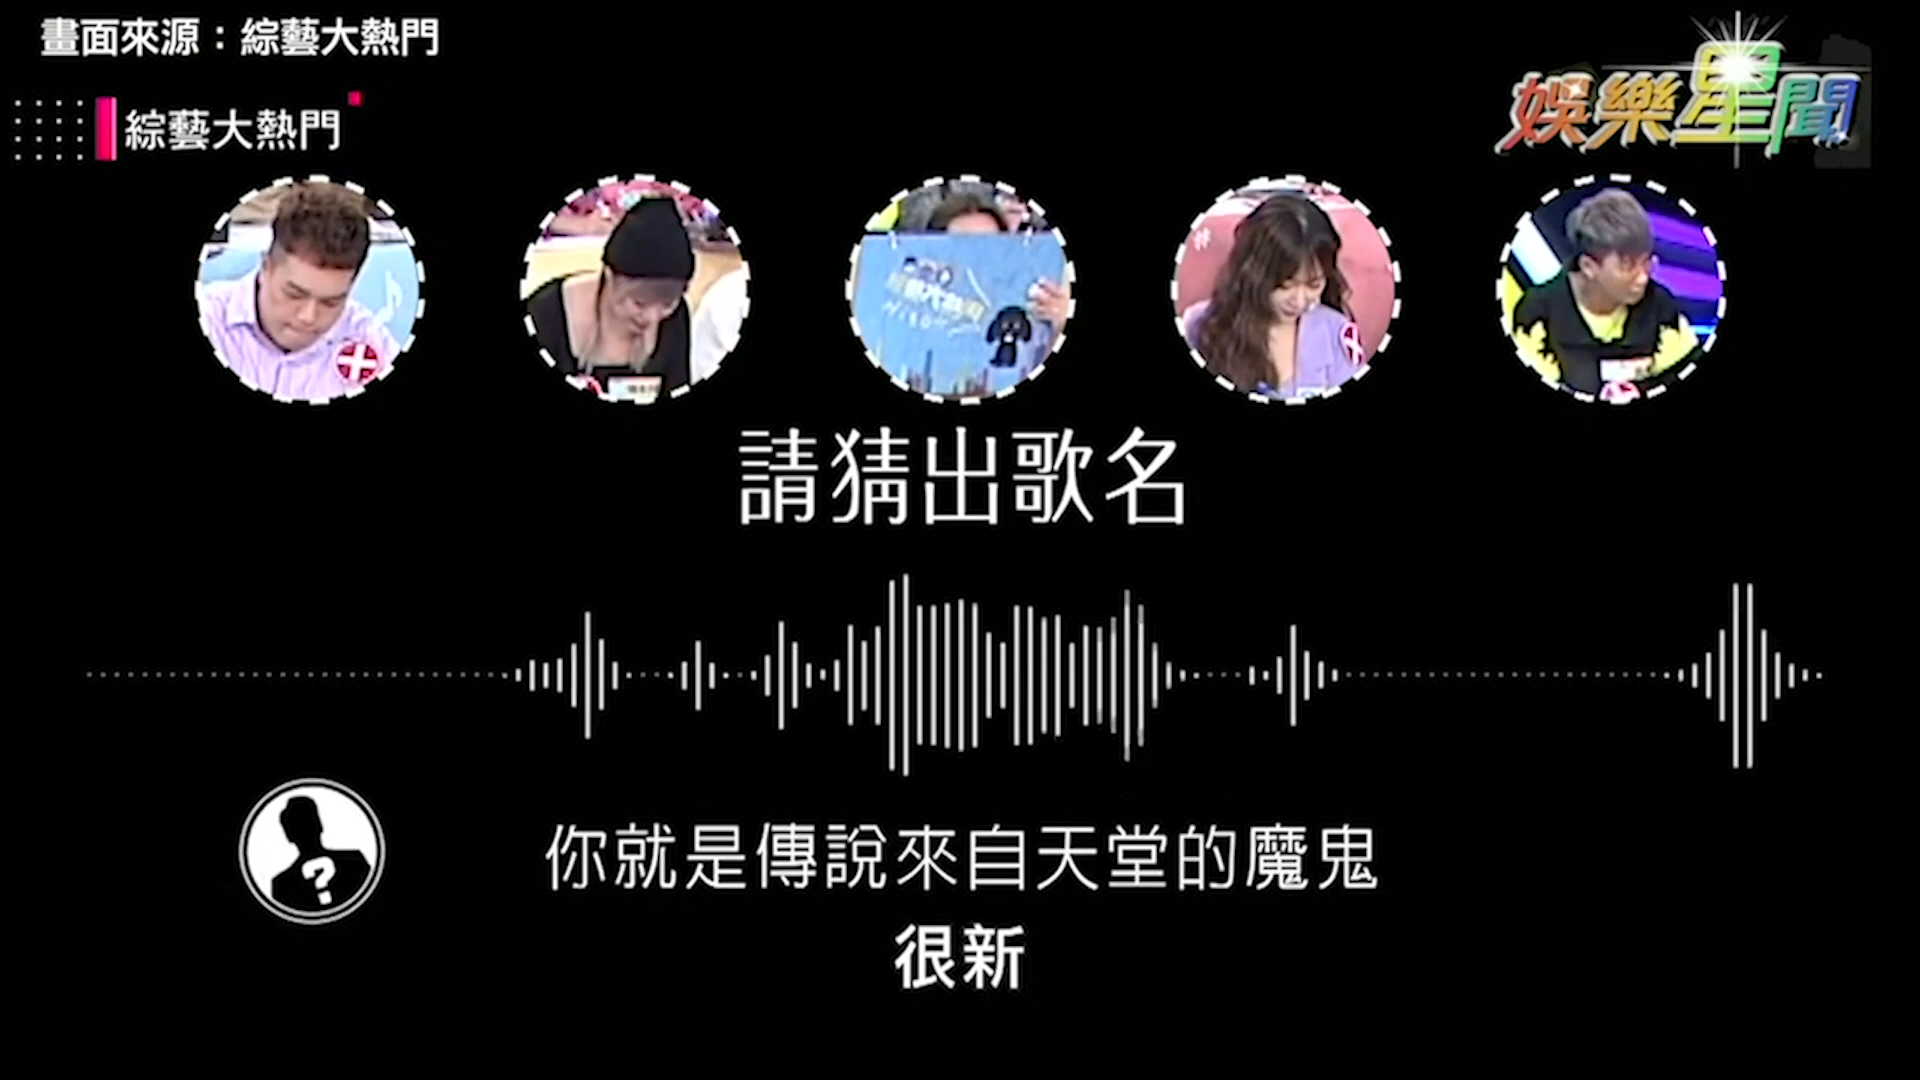 畫面來源：綜藝大熱門
綜藝大熱門
娛樂星聞
請猜出歌名
你就是傳說來自天堂的魔鬼
很新